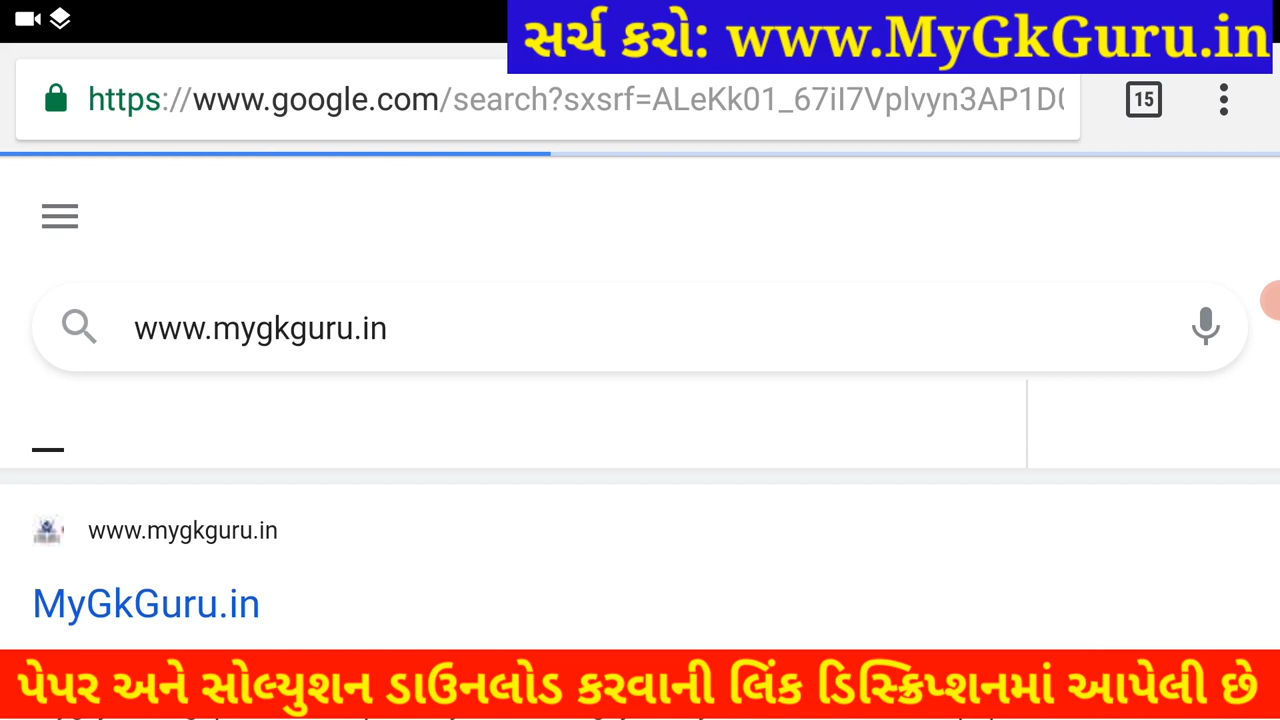 સર્ચ કરો: www.MyGkGuru.in
https://www.google.com/search?sxsrf=ALeKk01_67iI7Vplvyn3AP1D
15
www.mygkguru.in
www.mygkguru.in
MyGkGuru.in
પેપર અને સોલ્યુશન ડાઉનલોડ કરવાની લિંક ડિસ્ક્રિપ્શનમાં આપેલી છે